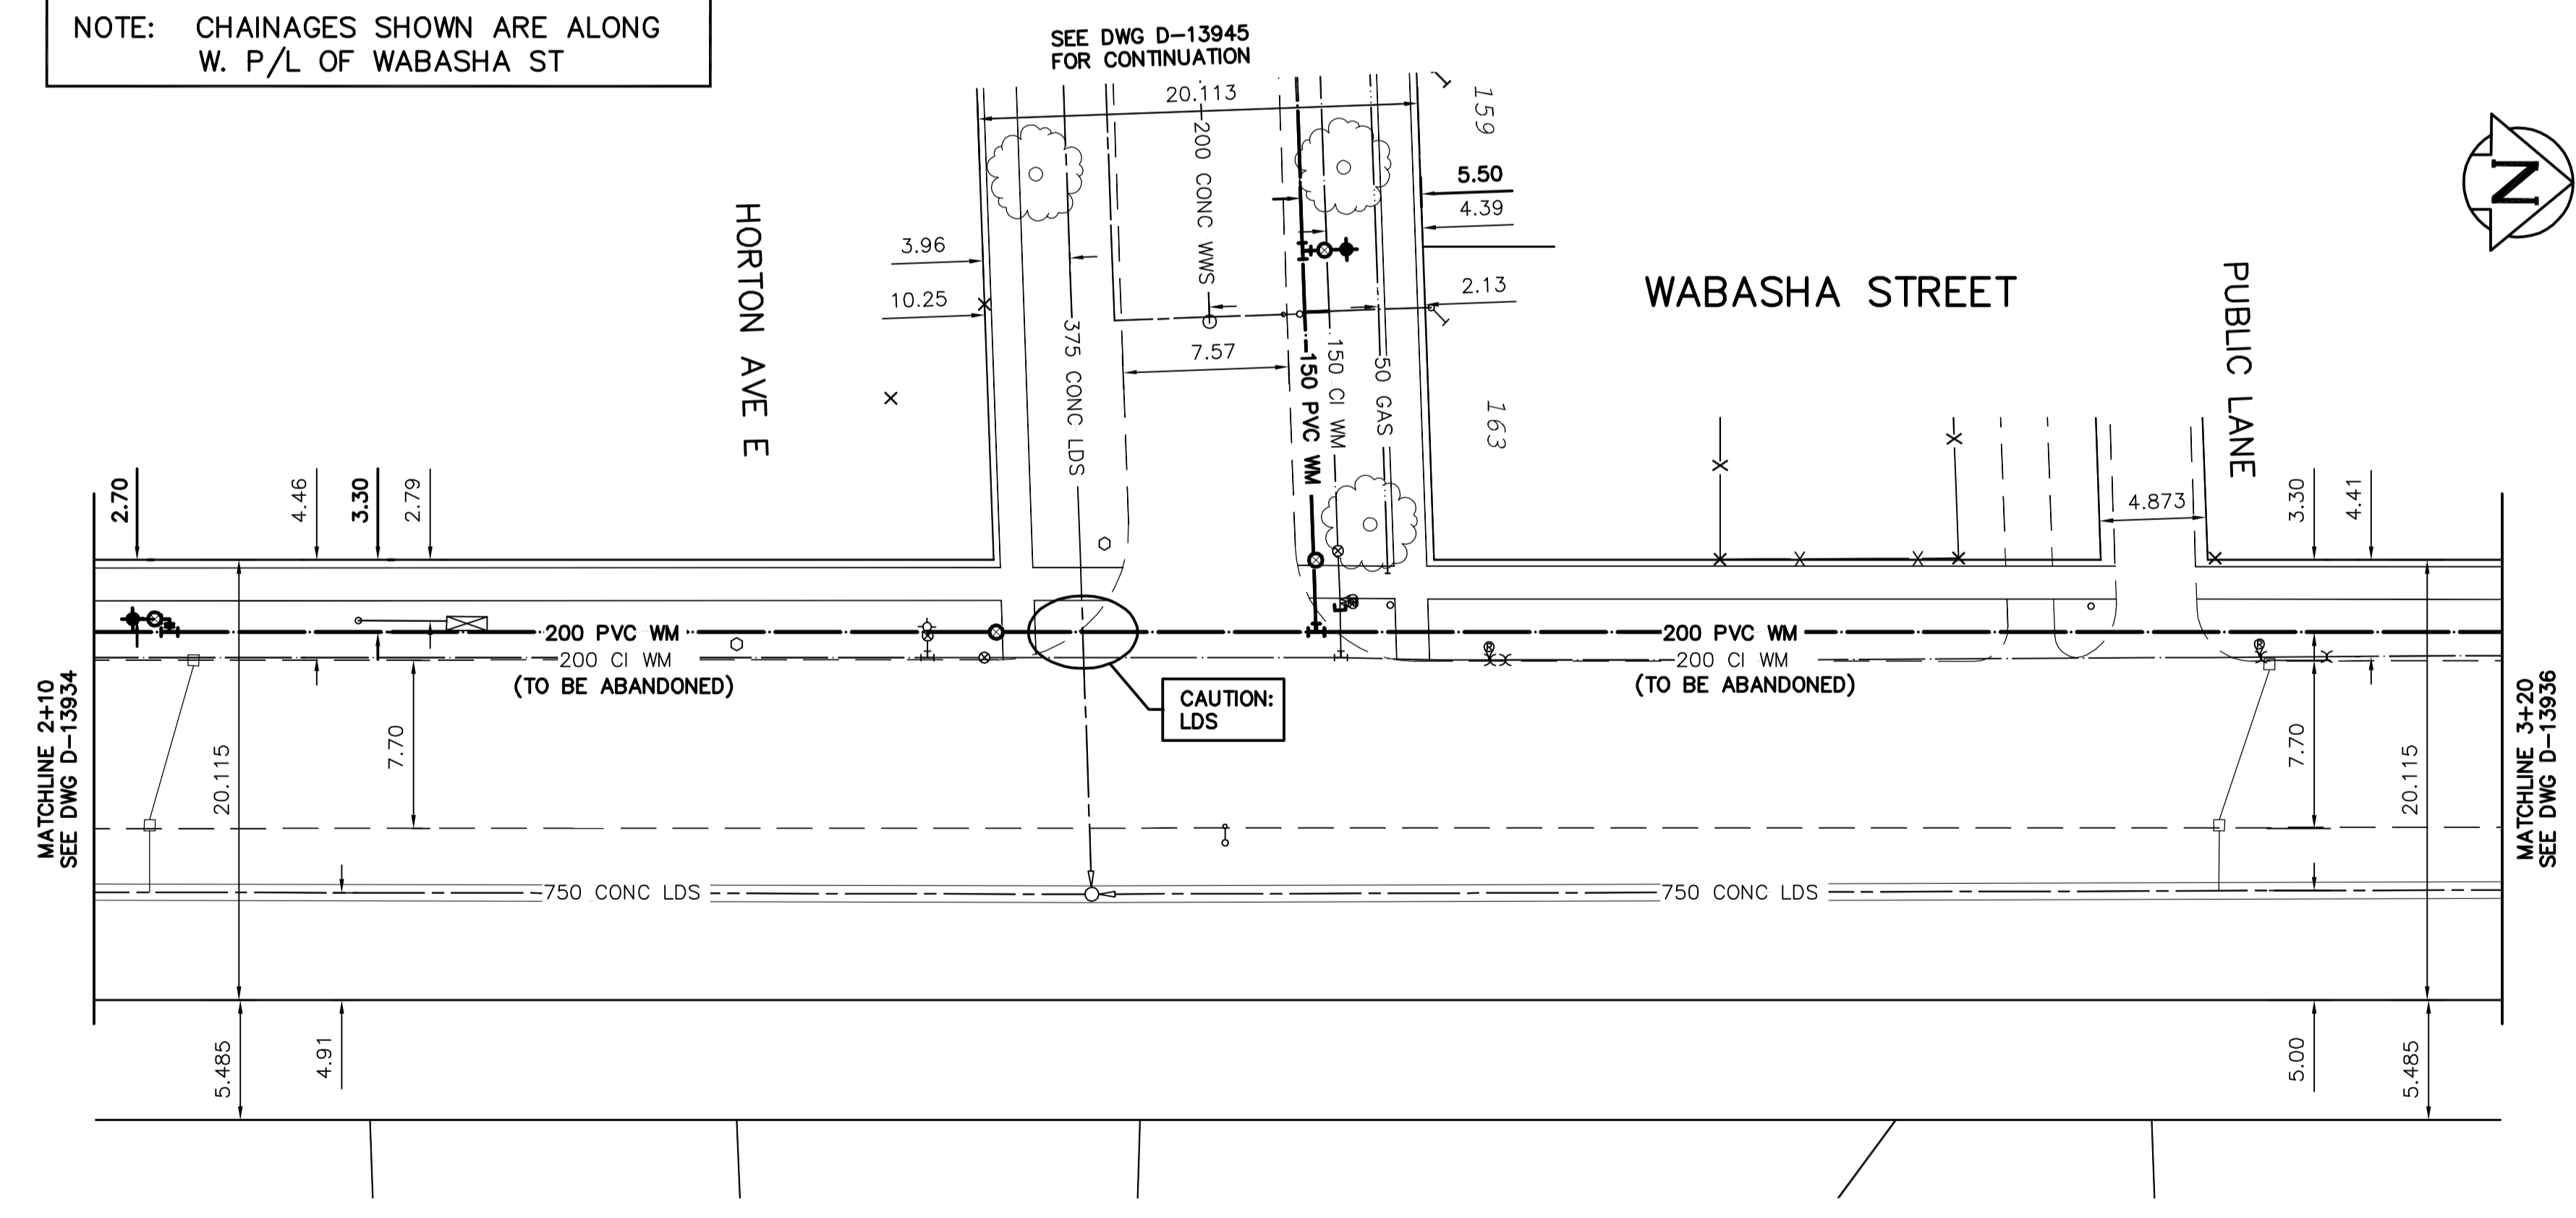 NOTE: CHAINAGES SHOWN ARE ALONG
W. P/L OF WABASHA ST
SEE DWG D-13945
FOR CONTINUATION
20.113
159
N
5.50
4.39
3.96
10.25
2.13
HORTON AVE E
200 CONC WWS
WABASHA STREET
PUBLIC LANE
7.57
375 CONC LDS
150 PVC WM
150 CI WM
50 GAS
163
2.70
4.46
3.30
2.79
4.873
3.30
4.41
200 PVC WM
200 CI WM
(TO BE ABANDONED)
200 PVC WM
200 CI WM
(TO BE ABANDONED)
CAUTION:
LDS
MATCHLINE 2+10
SEE DWG D-13934
20.115
7.70
7.70
20.115
MATCHLINE 3+20
SEE DWG D-13936
750 CONC LDS
750 CONC LDS
5.485
4.91
5.00
5.485